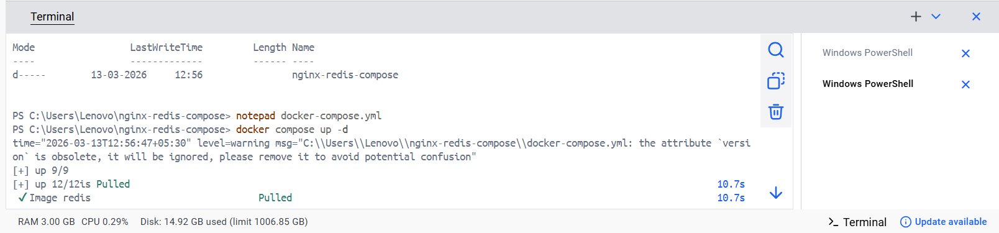 Terminal
Mode LastWriteTime Length Name
---- ------------- ------ ----
d----- 13-03-2026 12:56 nginx-redis-compose
PS C:\Users\Lenovo\nginx-redis-compose> notepad docker-compose.yml
PS C:\Users\Lenovo\nginx-redis-compose> docker compose up -d
time="2026-03-13T12:56:47+05:30" level=warning msg="C:\\Users\\Lenovo\\nginx-redis-compose\\docker-compose.yml: the attribute `versi
on` is obsolete, it will be ignored, please remove it to avoid potential confusion"
[+] up 9/9
[+] up 12/12is Pulled 10.7s
✓Image redis Pulled 10.7s
Windows PowerShell
Windows PowerShell
RAM 3.00 GB CPU 0.29% Disk: 14.92 GB used (limit 1006.85 GB)
>_ Terminal
Update available